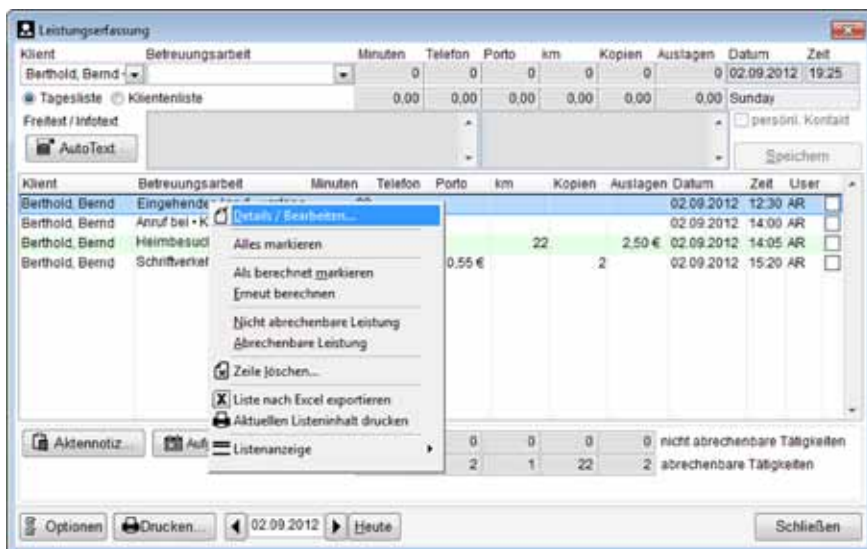 Leistungserfassung
Klient Betreuungsarbeit Minuten Telefon Porto km Kopien Auslagen Datum Zeit
Berthold, Bernd 0 0 0 0 0 0 02.09.2012 19:25
Tagesliste Klientenliste 0,00 0,00 0,00 0,00 0,00 0,00 Sunday
Freitext / Infotext persönl. Kontakt
AutoText Speichern
Klient Betreuungsarbeit Minuten Telefon Porto km Kopien Auslagen Datum Zeit User
Berthold, Bernd Eingehender 02.09.2012 12:30 AR
Details / Bearbeiten...
Berthold, Bernd Anruf bei • K 02.09.2012 14:00 AR
Berthold, Bernd Heimbesuch 22 2,50 € 02.09.2012 14:05 AR
Alles markieren
Berthold, Bernd Schriftverkeh 0,55 € 2 02.09.2012 15:20 AR
Als berechnet markieren
Erneut berechnen
Nicht abrechenbare Leistung
Abrechenbare Leistung
Zeile löschen...
Liste nach Excel exportieren
Aktuellen Listeninhalt drucken
Listenanzeige
Aktennotiz... Auf 0 0 0 0 nicht abrechenbare Tätigkeiten
2 1 22 2 abrechenbare Tätigkeiten
Optionen Drucken... 02.09.2012 Heute Schließen